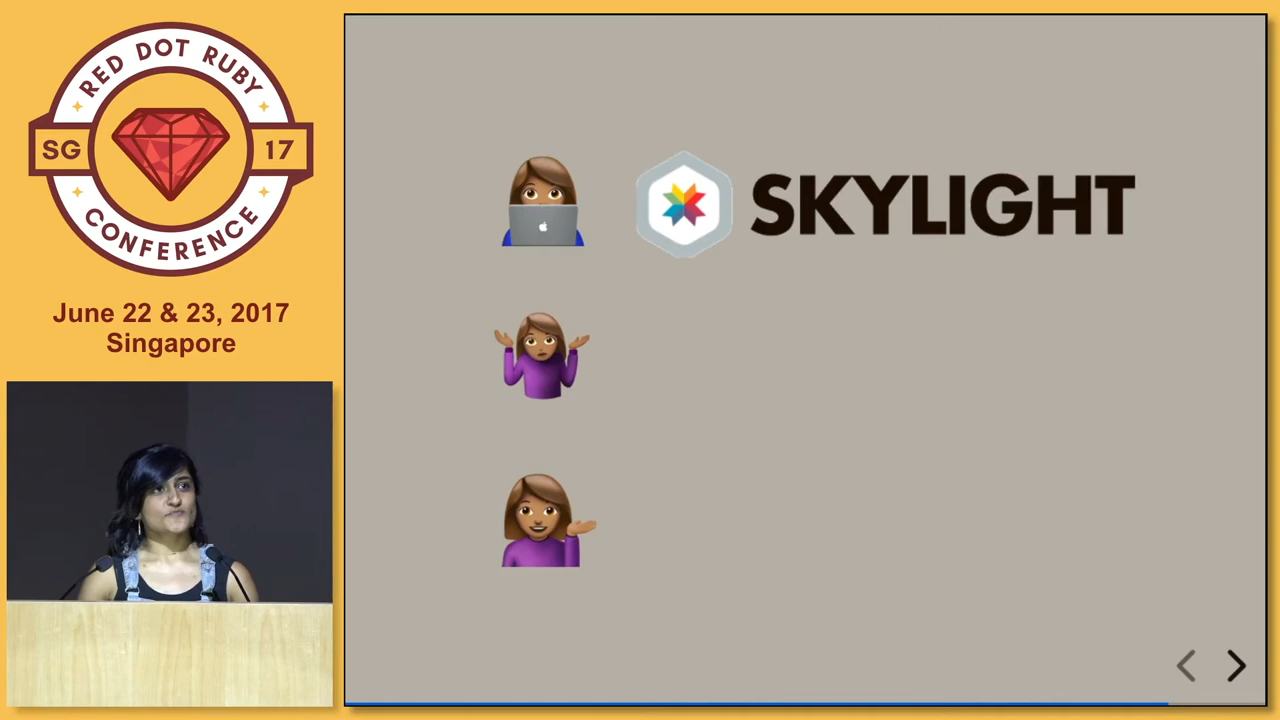 RED DOT RUBY
SG 17
CONFERENCE
June 22 & 23, 2017
Singapore
SKYLIGHT